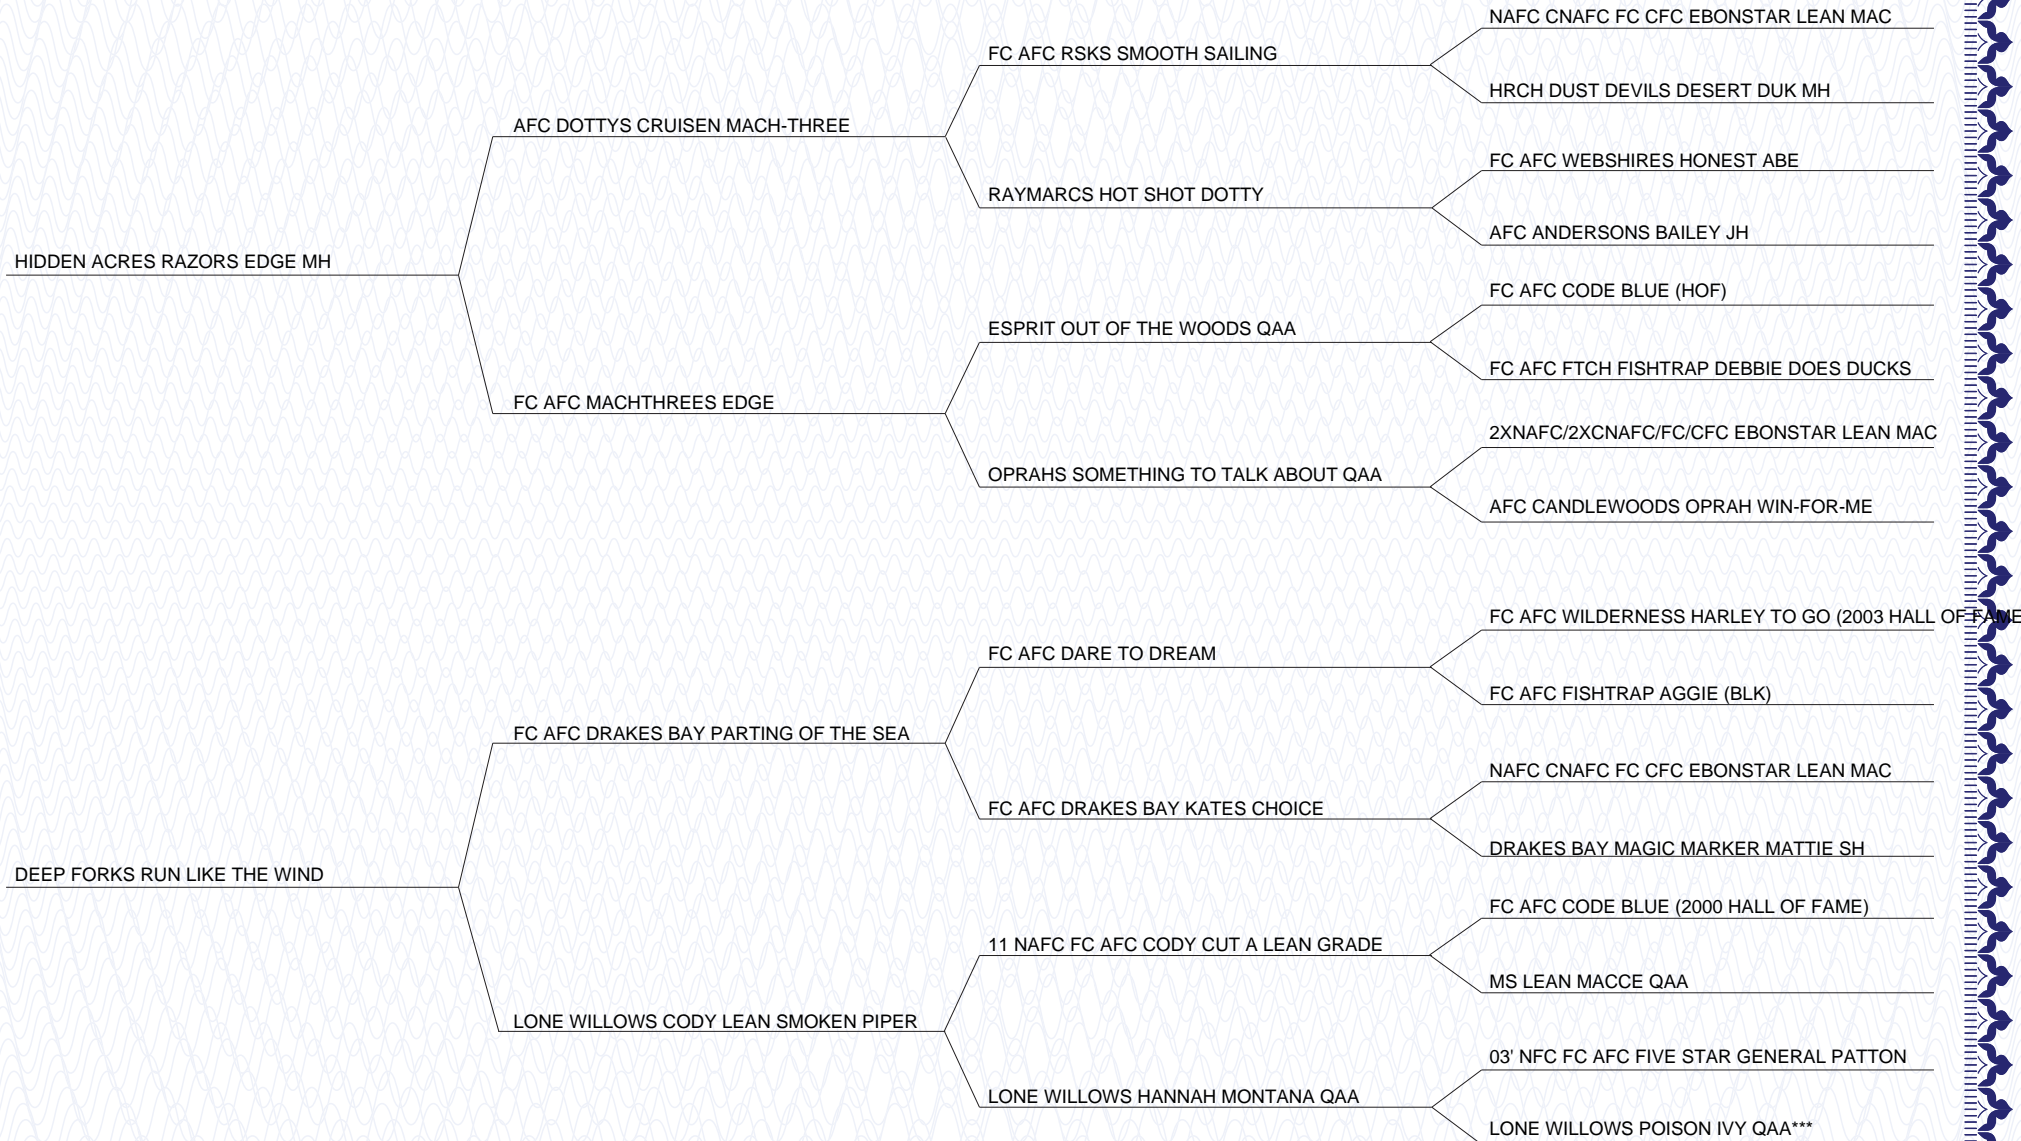 NAFC CNAFC FC CFC EBONSTAR LEAN MAC
FC AFC RSKS SMOOTH SAILING
HRCH DUST DEVILS DESERT DUK MH
AFC DOTTYS CRUISEN MACH-THREE
FC AFC WEBSHIRES HONEST ABE
RAYMARCS HOT SHOT DOTTY
AFC ANDERSONS BAILEY JH
HIDDEN ACRES RAZORS EDGE MH
FC AFC CODE BLUE (HOF)
ESPRIT OUT OF THE WOODS QAA
FC AFC FTCH FISHTRAP DEBBIE DOES DUCKS
FC AFC MACHTHREES EDGE
2XNAFC/2XCNAFC/FC/CFC EBONSTAR LEAN MAC
OPRAHS SOMETHING TO TALK ABOUT QAA
AFC CANDLEWOODS OPRAH WIN-FOR-ME
FC AFC WILDERNESS HARLEY TO GO (2003 HALL OF FAME
FC AFC DARE TO DREAM
FC AFC FISHTRAP AGGIE (BLK)
FC AFC DRAKES BAY PARTING OF THE SEA
NAFC CNAFC FC CFC EBONSTAR LEAN MAC
FC AFC DRAKES BAY KATES CHOICE
DRAKES BAY MAGIC MARKER MATTIE SH
DEEP FORKS RUN LIKE THE WIND
FC AFC CODE BLUE (2000 HALL OF FAME)
11 NAFC FC AFC CODY CUT A LEAN GRADE
MS LEAN MACCE QAA
LONE WILLOWS CODY LEAN SMOKEN PIPER
03' NFC FC AFC FIVE STAR GENERAL PATTON
LONE WILLOWS HANNAH MONTANA QAA
LONE WILLOWS POISON IVY QAA***